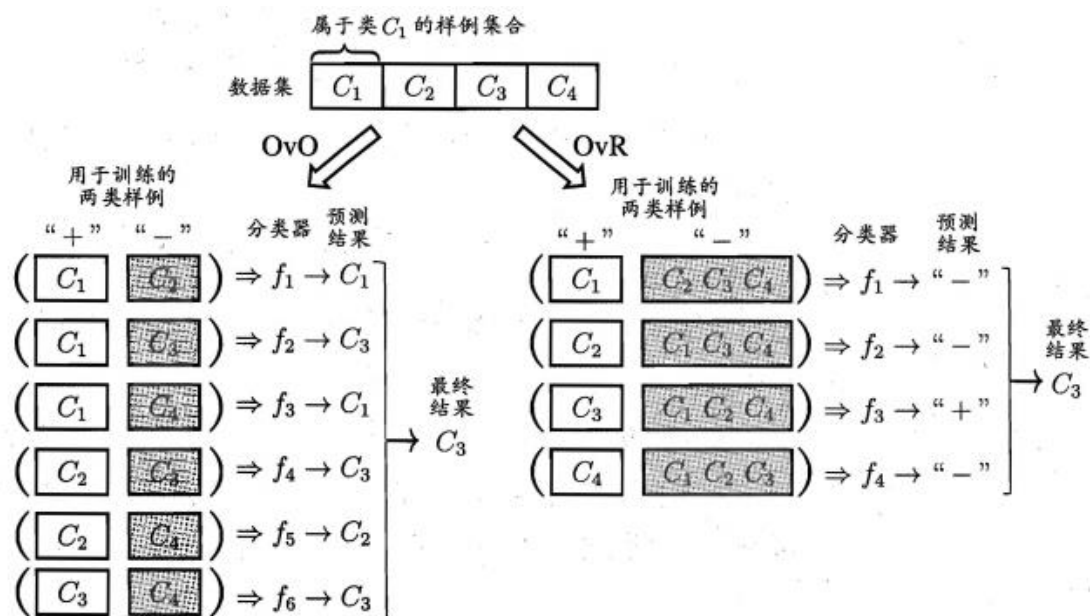 属于类 C₁ 的样例集合
数据集 C₁ C₂ C₃ C₄
OvO OvR
用于训练的
两类样例
“+” “−” 分类器 预测
结果
( C₁ C₂ ) ⇒ f₁ → C₁
( C₁ C₃ ) ⇒ f₂ → C₃
( C₁ C₄ ) ⇒ f₃ → C₁
( C₂ C₃ ) ⇒ f₄ → C₃
( C₂ C₄ ) ⇒ f₅ → C₂
( C₃ C₄ ) ⇒ f₆ → C₃
最终
结果
C₃
用于训练的
两类样例
“+” “−” 分类器 预测
结果
( C₁ C₂ C₃ C₄ ) ⇒ f₁ → “−”
( C₂ C₁ C₃ C₄ ) ⇒ f₂ → “−”
( C₃ C₁ C₂ C₄ ) ⇒ f₃ → “+”
( C₄ C₁ C₂ C₃ ) ⇒ f₄ → “−”
最终
结果
C₃